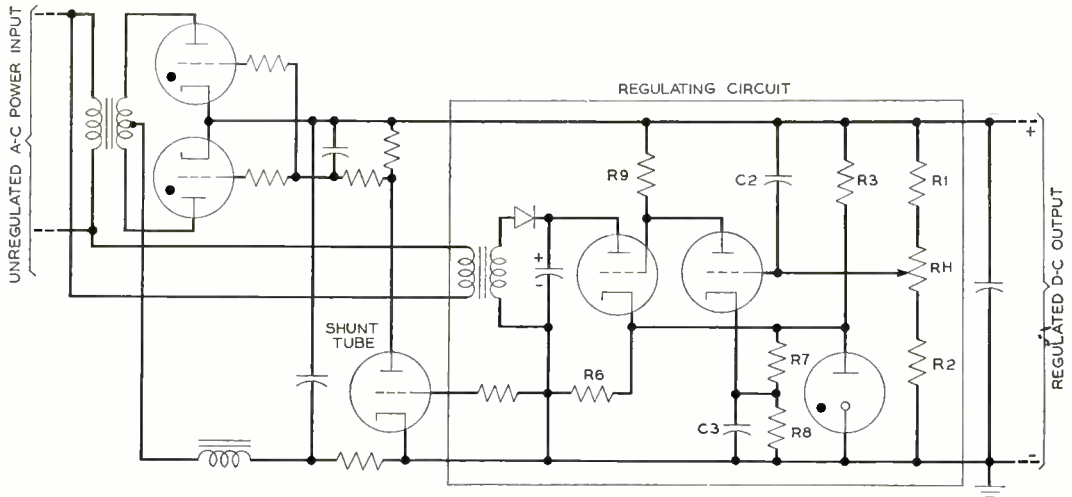 UNREGULATED A-C POWER INPUT
REGULATING CIRCUIT
+
R9
C2
R3
R1
RH
+
-
SHUNT
TUBE
R6
R7
R2
C3
R8
-
REGULATED D-C OUTPUT